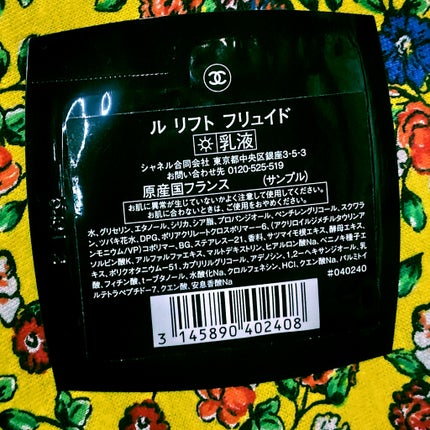 ル リフト フリュイド
乳液
シャネル合同会社 東京都中央区銀座3-5-3
お問い合わせ先 0120-525-519
原産国フランス (サンプル)
お肌に異常が生じていないかよく注意して使用してください。
お肌に合わないときは、ご使用をおやめください。
水、グリセリン、エタノール、シリカ、シア脂、プロパンジオール、ペンチレングリコール、スクワラ
ン、ツバキ花水、DPG、ポリアクリレートクロスポリマー-6、(アクリロイルジメチルタウリンア
ンモニウム/VP)コポリマー、BG、ステアレス-21、香料、サツマイモ根エキス、酵母エキス、
ソルビン酸K、アルファルファエキス、マルトデキストリン、ヒアルロン酸Na、ベニノキ種子エ
キス、ポリクオタニウム-51、カプリリルグリコール、アデノシン、1,2-ヘキサンジオール、乳
酸、フィチン酸、1-ブタノール、水酸化Na、クロルフェネシン、HCl、クエン酸Na、パルミトイ
ルテトラペプチド-7、クエン酸、安息香酸Na
#040240
3 145890 402408